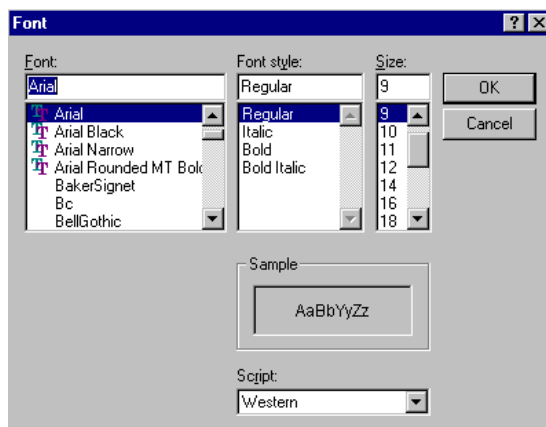 Font
Font: Font style: Size:
Arial Regular 9 OK
Arial Regular 9 Cancel
Arial Black Italic 10
Arial Narrow Bold 11
Arial Rounded MT Bold Bold Italic 12
BakerSignet 14
Bc 16
BellGothic 18
Sample
AaBbYyZz
Script:
Western